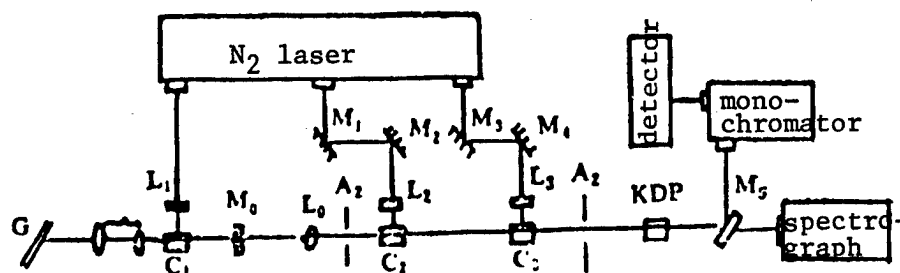 N₂ laser
detector
mono-
chromator
M₁
M₂
M₃
M₄
L₁
M₀
L₀
A₂
L₂
L₃
A₂
KDP
M₅
G
C₁
C₂
C₃
spectro-
graph